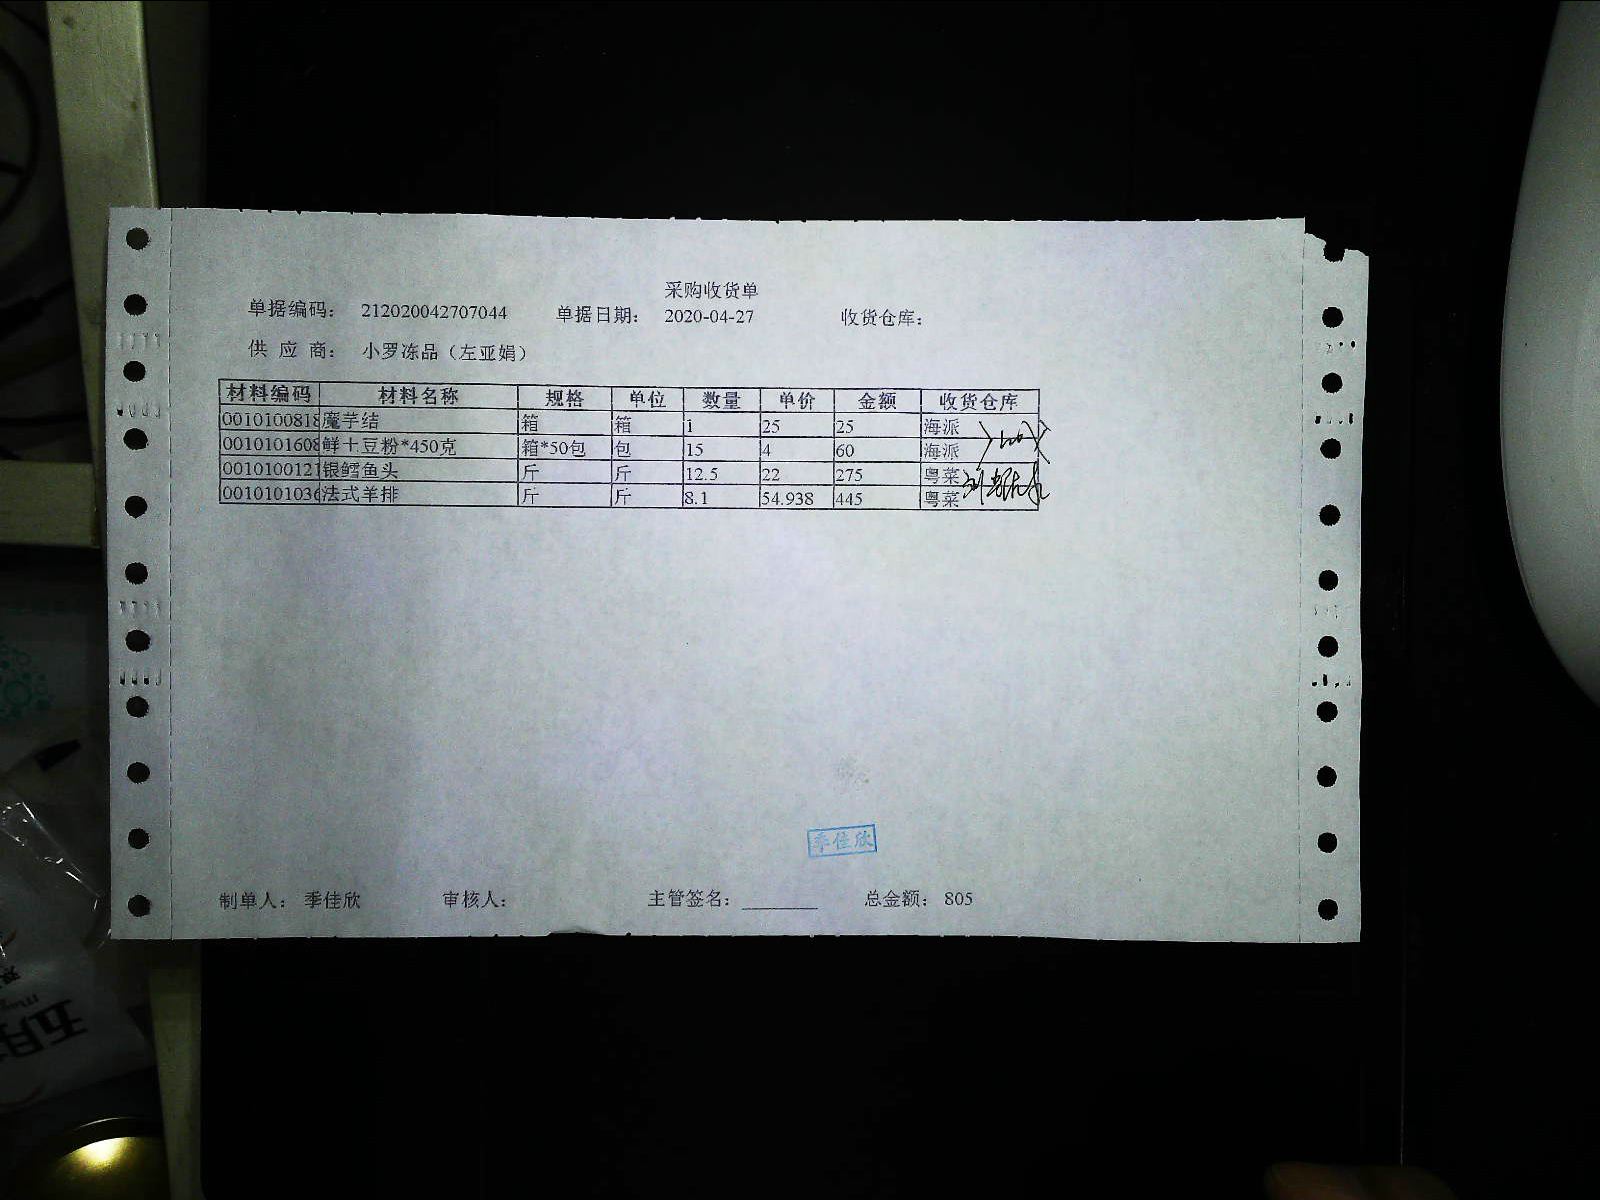 采购收货单
单据编码: 212020042707044 单据日期: 2020-04-27 收货仓库:
供 应 商: 小罗冻品（左亚娟）
材料编码 材料名称 规格 单位 数量 单价 金额 收货仓库
0010100818 魔芋结 箱 箱 1 25 25 海派
0010101608 鲜土豆粉*450克 箱*50包 包 15 4 60 海派
0010100121 银鳕鱼头 斤 斤 12.5 22 275 粤菜
0010101036 法式羊排 斤 斤 8.1 54.938 445 粤菜
季佳欣
制单人: 季佳欣 审核人: 主管签名: ________ 总金额: 805